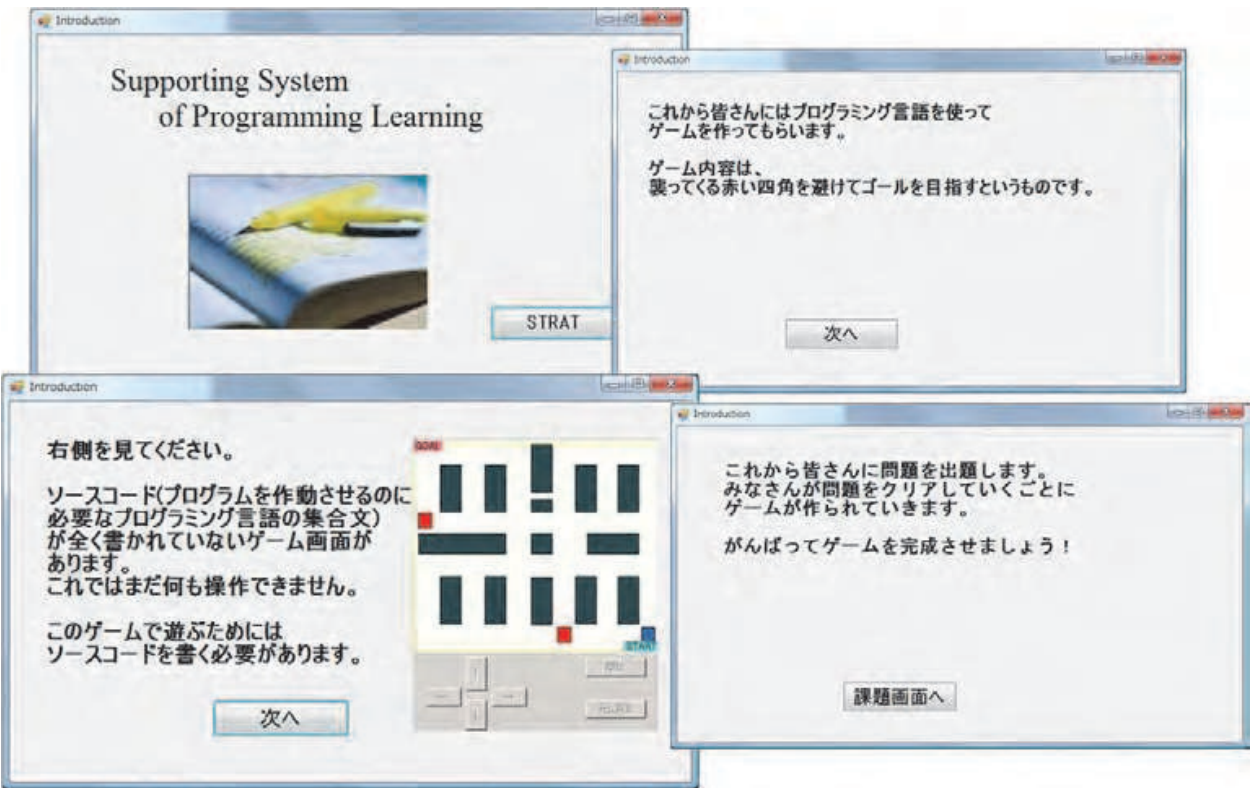 Introduction
Supporting System
of Programming Learning
STRAT
Introduction
これから皆さんにはプログラミング言語を使って
ゲームを作ってもらいます。
ゲーム内容は、
襲ってくる赤い四角を避けてゴールを目指すというものです。
次へ
Introduction
右側を見てください。
ソースコード(プログラムを作動させるのに
必要なプログラミング言語の集合文)
が全く書かれていないゲーム画面が
あります。
これではまだ何も操作できません。
このゲームで遊ぶためには
ソースコードを書く必要があります。
次へ
GOAL
START
↑
←
→
↓
Introduction
これから皆さんに問題を出題します。
みなさんが問題をクリアしていくごとに
ゲームが作られていきます。
がんばってゲームを完成させましょう！
課題画面へ